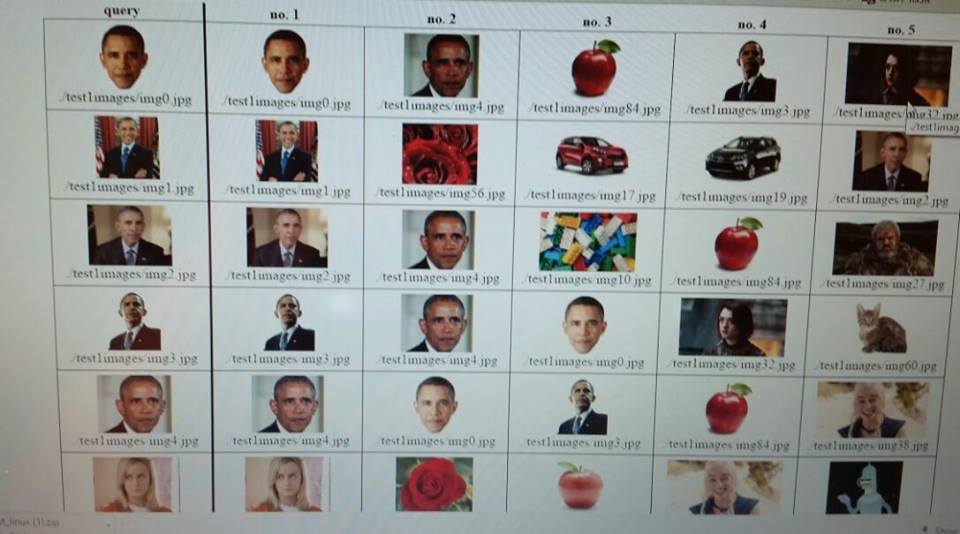 query no. 1 no. 2 no. 3 no. 4 no. 5
./test1images/img0.jpg ./test1images/img0.jpg ./test1images/img4.jpg ./test1images/img84.jpg ./test1images/img3.jpg ./test1images/img32.jpg
./test1imag
./test1images/img1.jpg ./test1images/img1.jpg ./test1images/img56.jpg ./test1images/img17.jpg ./test1images/img19.jpg ./test1images/img2.jpg
./test1images/img2.jpg ./test1images/img2.jpg ./test1images/img4.jpg ./test1images/img10.jpg ./test1images/img84.jpg ./test1images/img27.jpg
./test1images/img3.jpg ./test1images/img3.jpg ./test1images/img4.jpg ./test1images/img0.jpg ./test1images/img32.jpg ./test1images/img60.jpg
./test1images/img4.jpg ./test1images/img4.jpg ./test1images/img0.jpg ./test1images/img3.jpg ./test1images/img84.jpg ./test1images/img38.jpg
_linux (1).zip